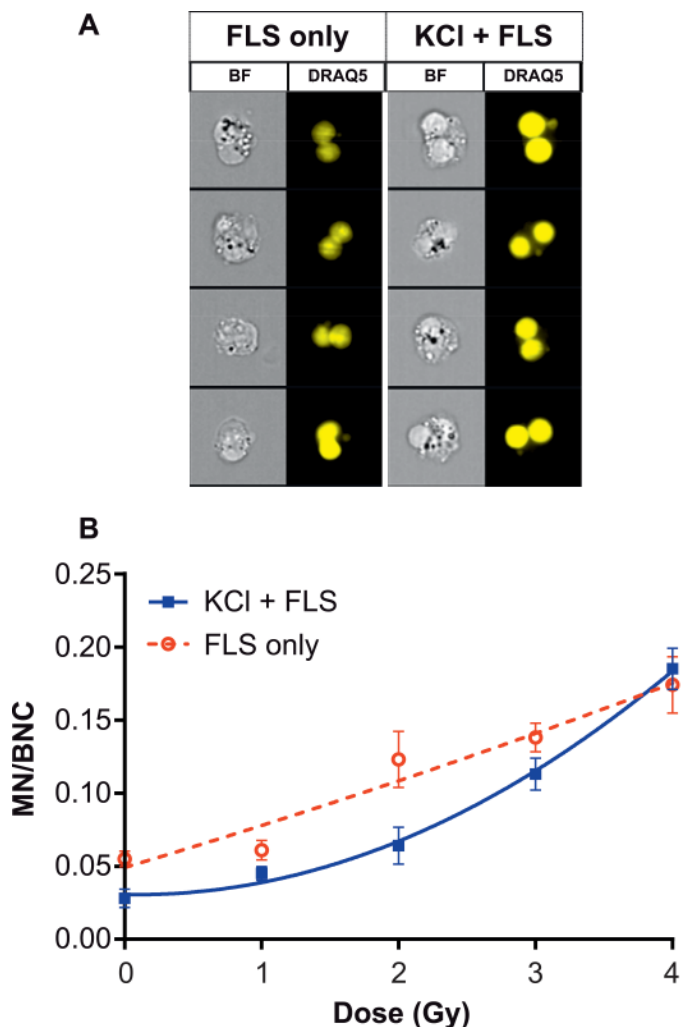 A
FLS only KCl + FLS
BF DRAQ5 BF DRAQ5
B
0.25
0.20
0.15
0.10
0.05
0.00
MN/BNC
KCl + FLS
FLS only
0 1 2 3 4
Dose (Gy)